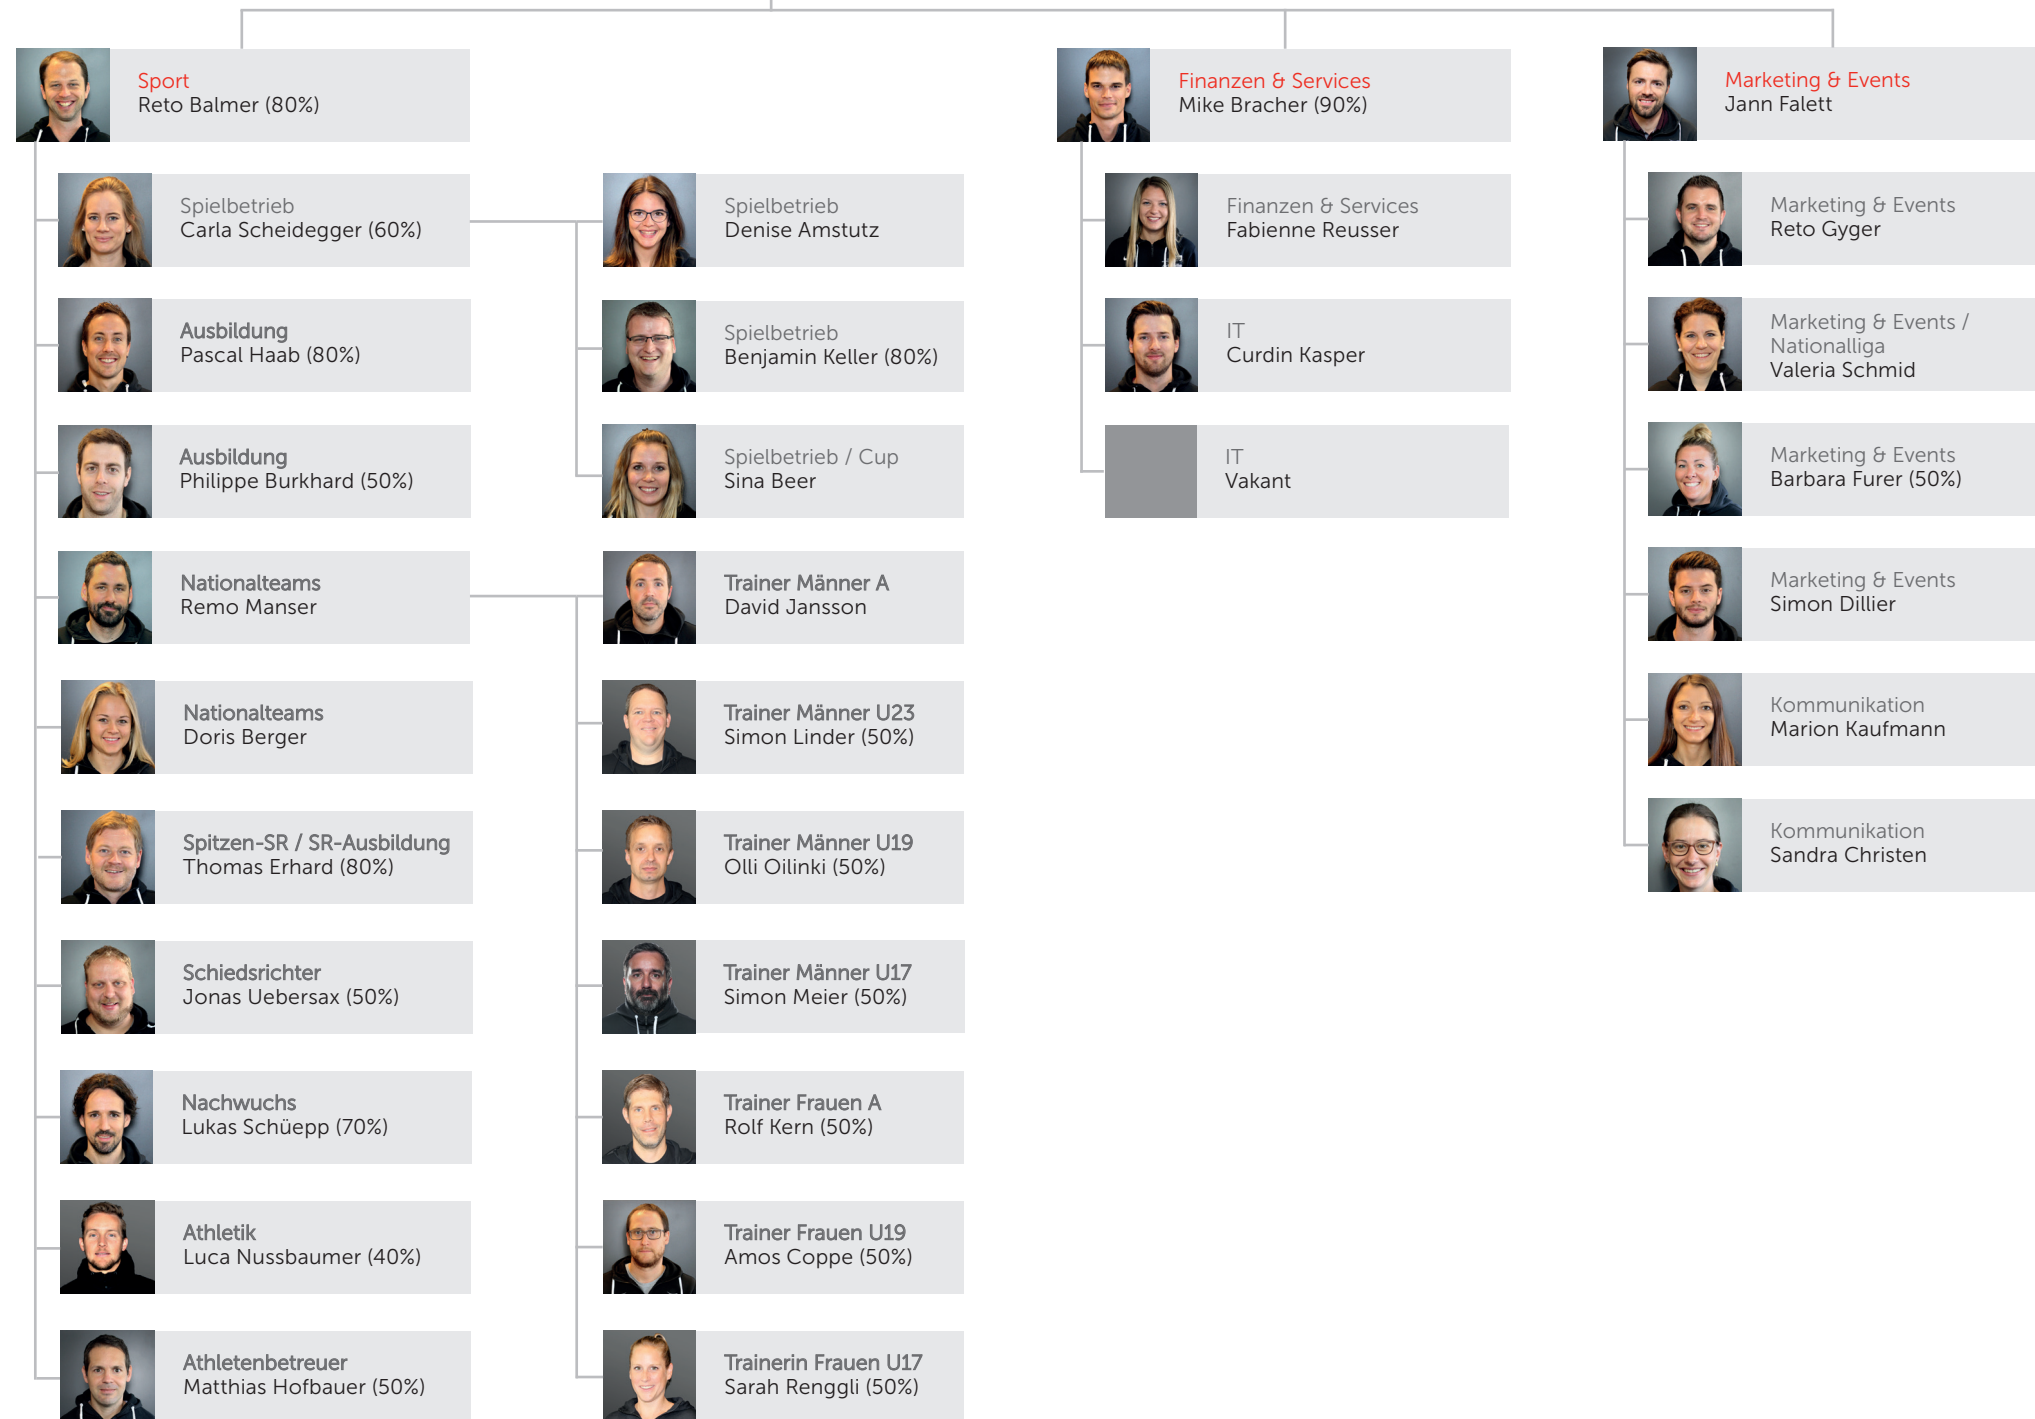 Sport
Reto Balmer (80%)
Spielbetrieb
Carla Scheidegger (60%)
Ausbildung
Pascal Haab (80%)
Ausbildung
Philippe Burkhard (50%)
Nationalteams
Remo Manser
Nationalteams
Doris Berger
Spitzen-SR / SR-Ausbildung
Thomas Erhard (80%)
Schiedsrichter
Jonas Uebersax (50%)
Nachwuchs
Lukas Schüepp (70%)
Athletik
Luca Nussbaumer (40%)
Athletenbetreuer
Matthias Hofbauer (50%)
Spielbetrieb
Denise Amstutz
Spielbetrieb
Benjamin Keller (80%)
Spielbetrieb / Cup
Sina Beer
Trainer Männer A
David Jansson
Trainer Männer U23
Simon Linder (50%)
Trainer Männer U19
Olli Oilinki (50%)
Trainer Männer U17
Simon Meier (50%)
Trainer Frauen A
Rolf Kern (50%)
Trainer Frauen U19
Amos Coppe (50%)
Trainerin Frauen U17
Sarah Renggli (50%)
Finanzen & Services
Mike Bracher (90%)
Finanzen & Services
Fabienne Reusser
IT
Curdin Kasper
IT
Vakant
Marketing & Events
Jann Falett
Marketing & Events
Reto Gyger
Marketing & Events /
Nationalliga
Valeria Schmid
Marketing & Events
Barbara Furer (50%)
Marketing & Events
Simon Dillier
Kommunikation
Marion Kaufmann
Kommunikation
Sandra Christen